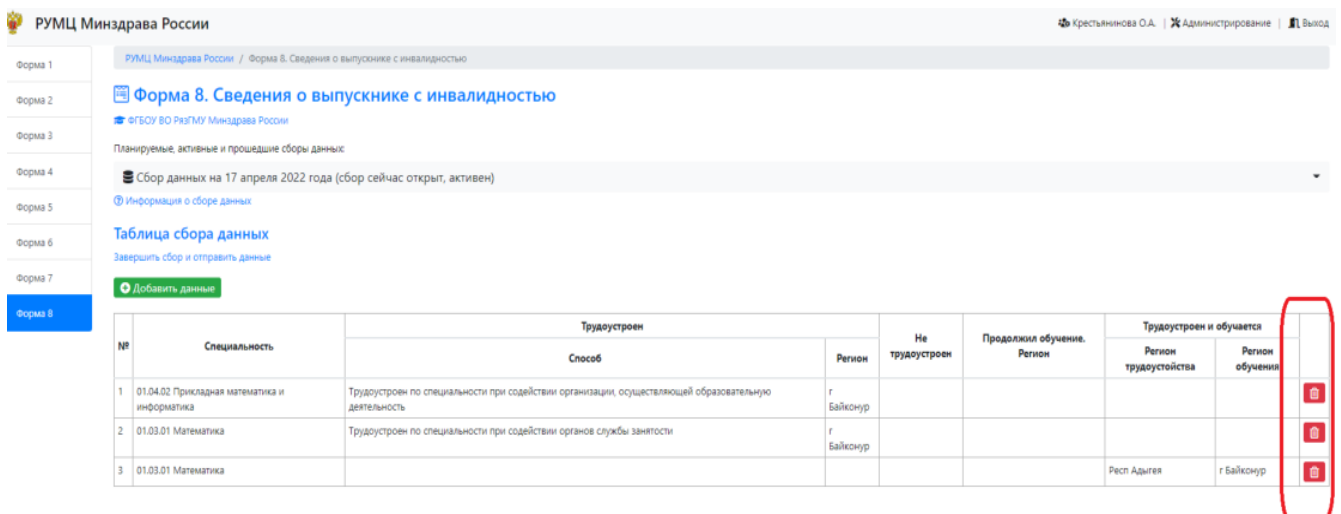 РУМЦ Минздрава России
Крестьянинова О.А. | Администрирование | Выход
Форма 1
Форма 2
Форма 3
Форма 4
Форма 5
Форма 6
Форма 7
Форма 8
РУМЦ Минздрава России / Форма 8. Сведения о выпускнике с инвалидностью
Форма 8. Сведения о выпускнике с инвалидностью
ФГБОУ ВО РязГМУ Минздрава России
Планируемые, активные и прошедшие сборы данных:
Сбор данных на 17 апреля 2022 года (сбор сейчас открыт, активен)
Информация о сборе данных
Таблица сбора данных
Завершить сбор и отправить данные
Добавить данные
№
Специальность
Трудоустроен
Способ
Регион
Не
трудоустроен
Продолжил обучение.
Регион
Трудоустроен и обучается
Регион
трудоустойства
Регион
обучения
1 01.04.02 Прикладная математика и
информатика
Трудоустроен по специальности при содействии организации, осуществляющей образовательную
деятельность
г
Байконур
2 01.03.01 Математика
Трудоустроен по специальности при содействии органов службы занятости
г
Байконур
3 01.03.01 Математика
Респ Адыгея
г Байконур